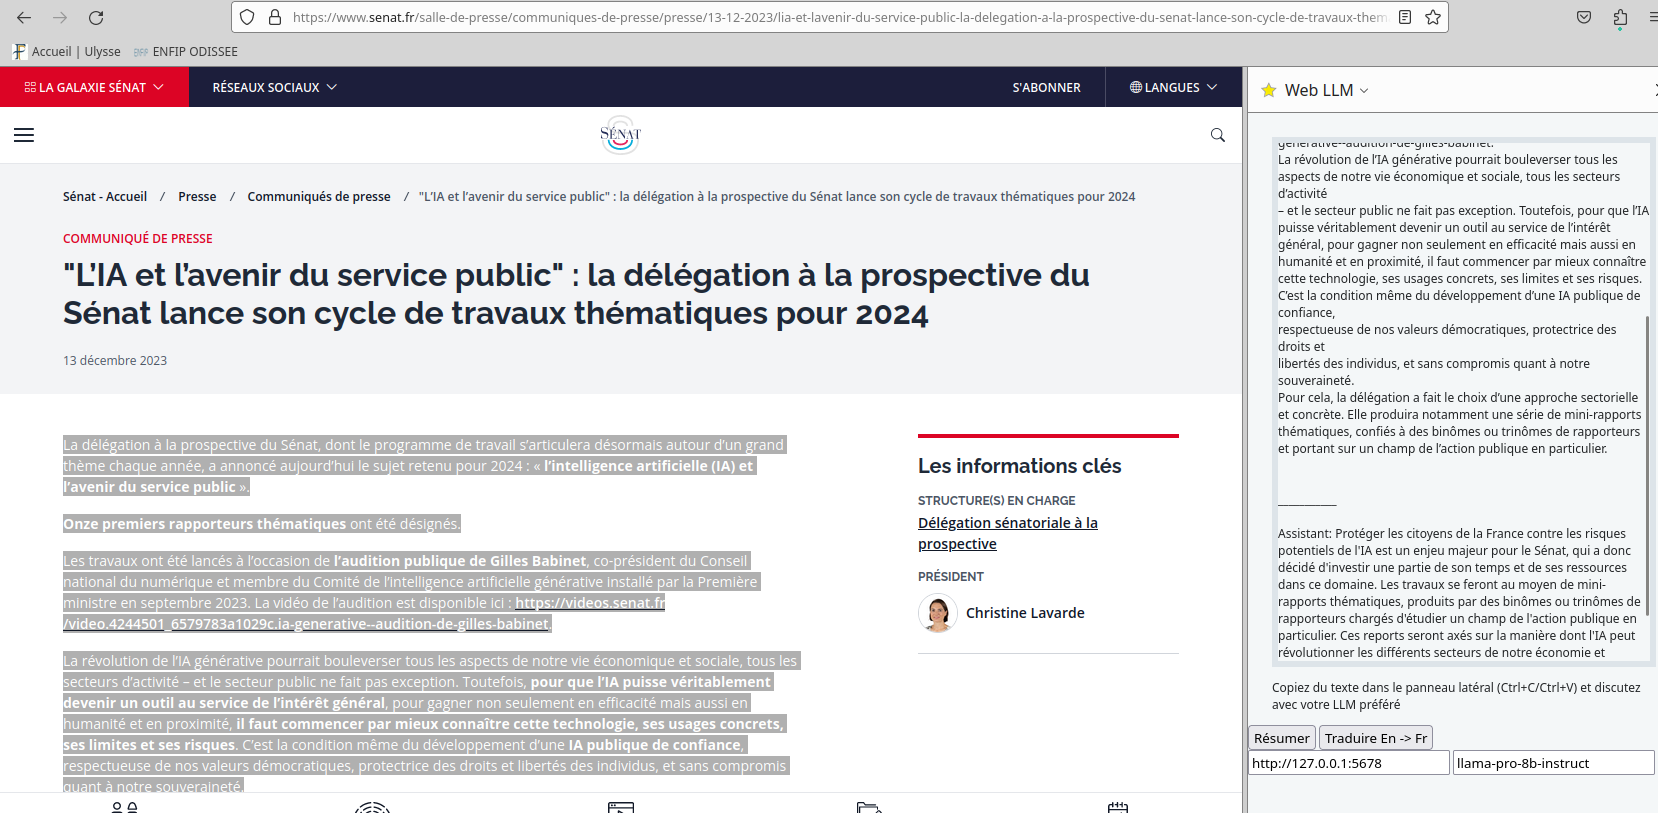 https://www.senat.fr/salle-de-presse/communiques-de-presse/presse/13-12-2023/lia-et-lavenir-du-service-public-la-delegation-a-la-prospective-du-senat-lance-son-cycle-de-travaux-them
Accueil | Ulysse
ENFIP ODISSEE
LA GALAXIE SÉNAT
RÉSEAUX SOCIAUX
S'ABONNER
LANGUES
SÉNAT
Sénat - Accueil / Presse / Communiqués de presse / "L’IA et l’avenir du service public" : la délégation à la prospective du Sénat lance son cycle de travaux thématiques pour 2024
COMMUNIQUÉ DE PRESSE
"L’IA et l’avenir du service public" : la délégation à la prospective du
Sénat lance son cycle de travaux thématiques pour 2024
13 décembre 2023
La délégation à la prospective du Sénat, dont le programme de travail s’articulera désormais autour d’un grand
thème chaque année, a annoncé aujourd’hui le sujet retenu pour 2024 : « l’intelligence artificielle (IA) et
l’avenir du service public ».
Onze premiers rapporteurs thématiques ont été désignés.
Les travaux ont été lancés à l’occasion de l’audition publique de Gilles Babinet, co-président du Conseil
national du numérique et membre du Comité de l’intelligence artificielle générative installé par la Première
ministre en septembre 2023. La vidéo de l’audition est disponible ici : https://videos.senat.fr
/video.4244501_6579783a1029c.ia-generative--audition-de-gilles-babinet.
La révolution de l’IA générative pourrait bouleverser tous les aspects de notre vie économique et sociale, tous les
secteurs d’activité – et le secteur public ne fait pas exception. Toutefois, pour que l’IA puisse véritablement
devenir un outil au service de l’intérêt général, pour gagner non seulement en efficacité mais aussi en
humanité et en proximité, il faut commencer par mieux connaître cette technologie, ses usages concrets,
ses limites et ses risques. C’est la condition même du développement d’une IA publique de confiance,
respectueuse de nos valeurs démocratiques, protectrice des droits et libertés des individus, et sans compromis
quant à notre souveraineté.
Les informations clés
STRUCTURE(S) EN CHARGE
Délégation sénatoriale à la
prospective
PRÉSIDENT
Christine Lavarde
Web LLM
generative--audition-de-gilles-babinet.
La révolution de l’IA générative pourrait bouleverser tous les
aspects de notre vie économique et sociale, tous les secteurs
d’activité
– et le secteur public ne fait pas exception. Toutefois, pour que l’IA
puisse véritablement devenir un outil au service de l’intérêt
général, pour gagner non seulement en efficacité mais aussi en
humanité et en proximité, il faut commencer par mieux connaître
cette technologie, ses usages concrets, ses limites et ses risques.
C’est la condition même du développement d’une IA publique de
confiance,
respectueuse de nos valeurs démocratiques, protectrice des
droits et
libertés des individus, et sans compromis quant à notre
souveraineté.
Pour cela, la délégation a fait le choix d’une approche sectorielle
et concrète. Elle produira notamment une série de mini-rapports
thématiques, confiés à des binômes ou trinômes de rapporteurs
et portant sur un champ de l’action publique en particulier.
___________
Assistant: Protéger les citoyens de la France contre les risques
potentiels de l'IA est un enjeu majeur pour le Sénat, qui a donc
décidé d'investir une partie de son temps et de ses ressources
dans ce domaine. Les travaux se feront au moyen de mini-
rapports thématiques, produits par des binômes ou trinômes de
rapporteurs chargés d'étudier un champ de l'action publique en
particulier. Ces reports seront axés sur la manière dont l'IA peut
révolutionner les différents secteurs de notre économie et
Copiez du texte dans le panneau latéral (Ctrl+C/Ctrl+V) et discutez
avec votre LLM préféré
Résumer
Traduire En -> Fr
http://127.0.0.1:5678
llama-pro-8b-instruct